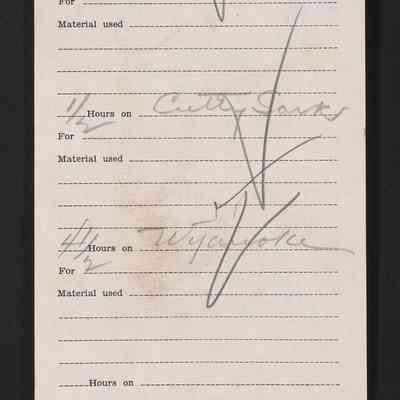 For
Material used
1/2 Hours on Cutty Sark
For
Material used
4 1/2 Hours on Wyanoke
For
Material used
Hours on